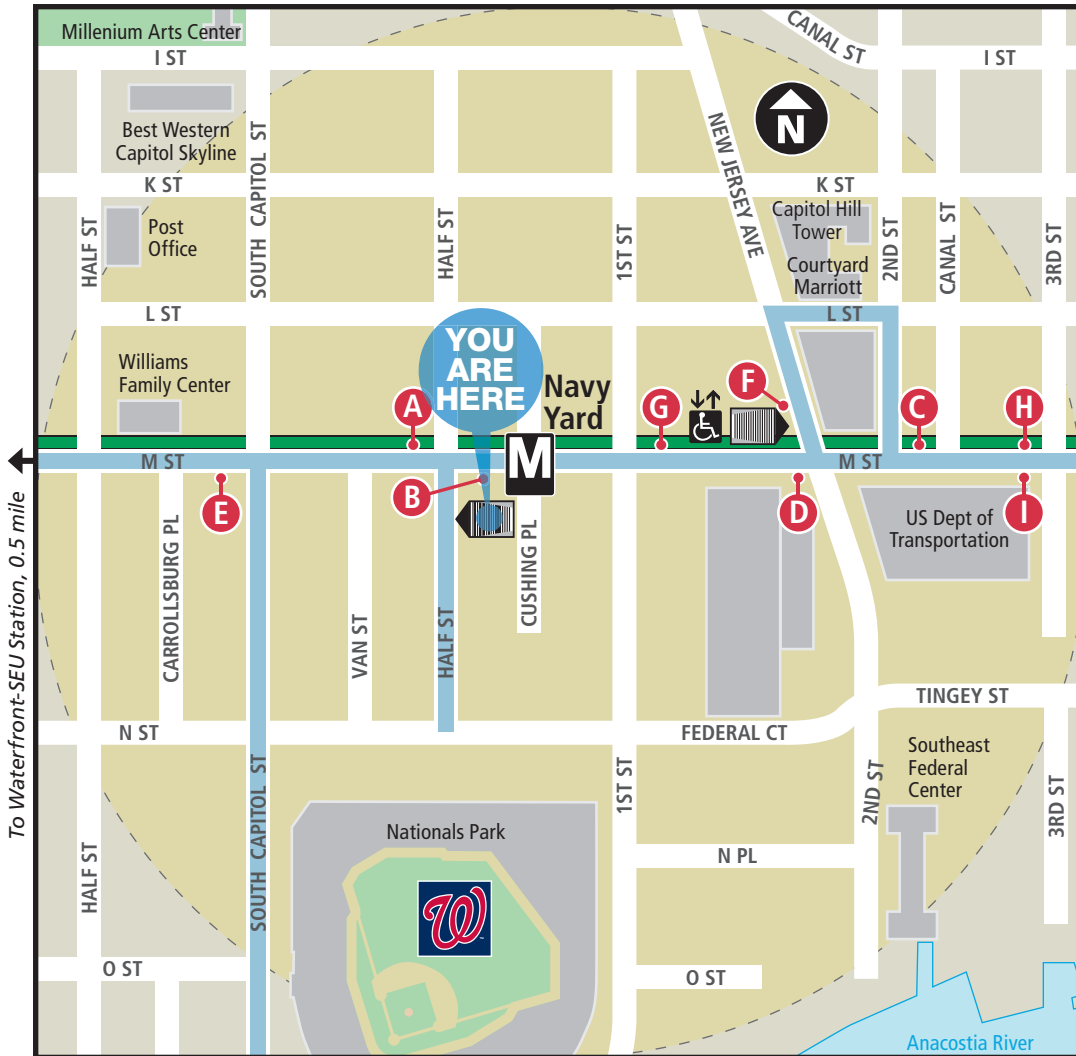 Millenium Arts Center
CANAL ST
I ST
I ST
Best Western
Capitol Skyline
SOUTH CAPITOL ST
NEW JERSEY AVE
N
K ST
K ST
HALF ST
Post
Office
HALF ST
1ST ST
Capitol Hill
Tower
Courtyard
Marriott
2ND ST
CANAL ST
3RD ST
L ST
L ST
YOU
ARE
HERE
Williams
Family Center
Navy
Yard
A
G
F
C
H
M ST
M
M ST
E
B
D
I
US Dept of
Transportation
To Waterfront-SEU Station, 0.5 mile
CARROLLSBURG PL
VAN ST
HALF ST
CUSHING PL
TINGEY ST
N ST
FEDERAL CT
Southeast
Federal
Center
HALF ST
SOUTH CAPITOL ST
1ST ST
2ND ST
3RD ST
Nationals Park
W
N PL
O ST
O ST
Anacostia River